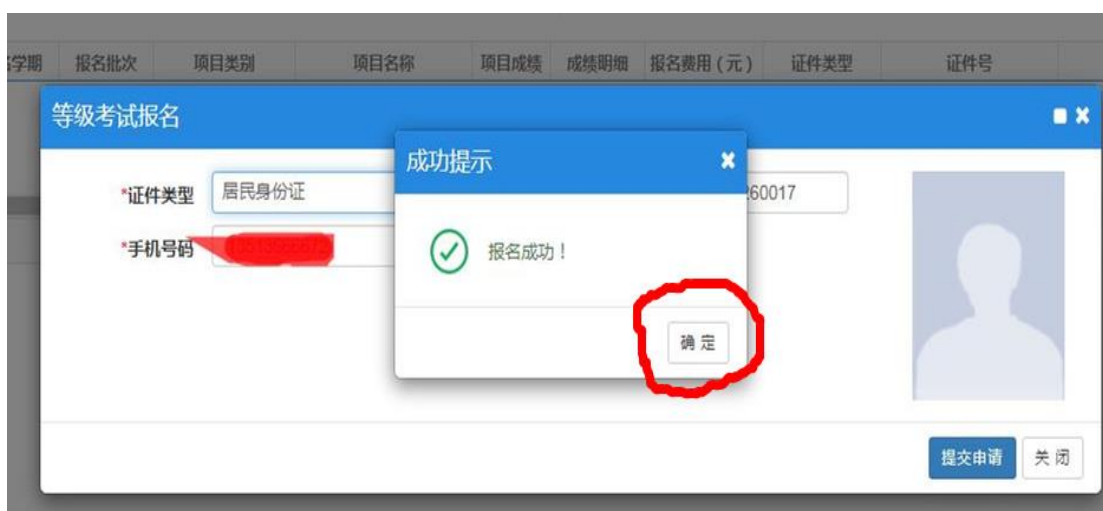 学期 报名批次 项目类别 项目名称 项目成绩 成绩明细 报名费用(元) 证件类型 证件号
等级考试报名
成功提示
*证件类型 居民身份证 60017
*手机号码
报名成功！
确 定
提交申请 关 闭